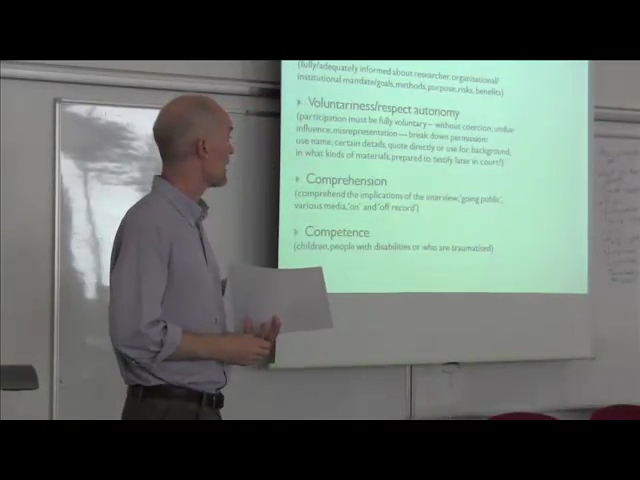 (fully/adequately informed about researcher, organisational/
institutional mandate/goals, methods, purpose, risks, benefits)
Voluntariness/respect autonomy
(participation must be fully voluntary – without coercion, undue
influence, misrepresentation — break down permission:
use name, certain details, quote directly or use for background,
in what kinds of materials, prepared to testify later in court?)
Comprehension
(comprehend the implications of the interview, 'going public',
various media, 'on' and 'off record')
Competence
(children, people with disabilities or who are traumatised)